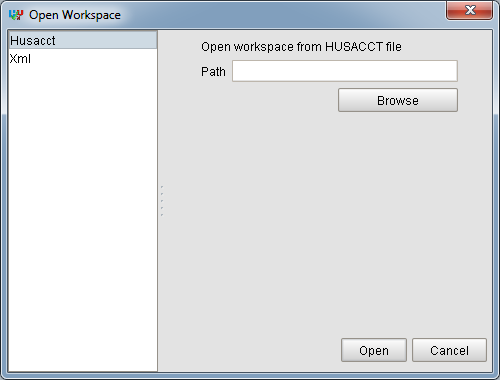 Open Workspace
Husacct
Xml
Open workspace from HUSACCT file
Path
Browse
Open
Cancel